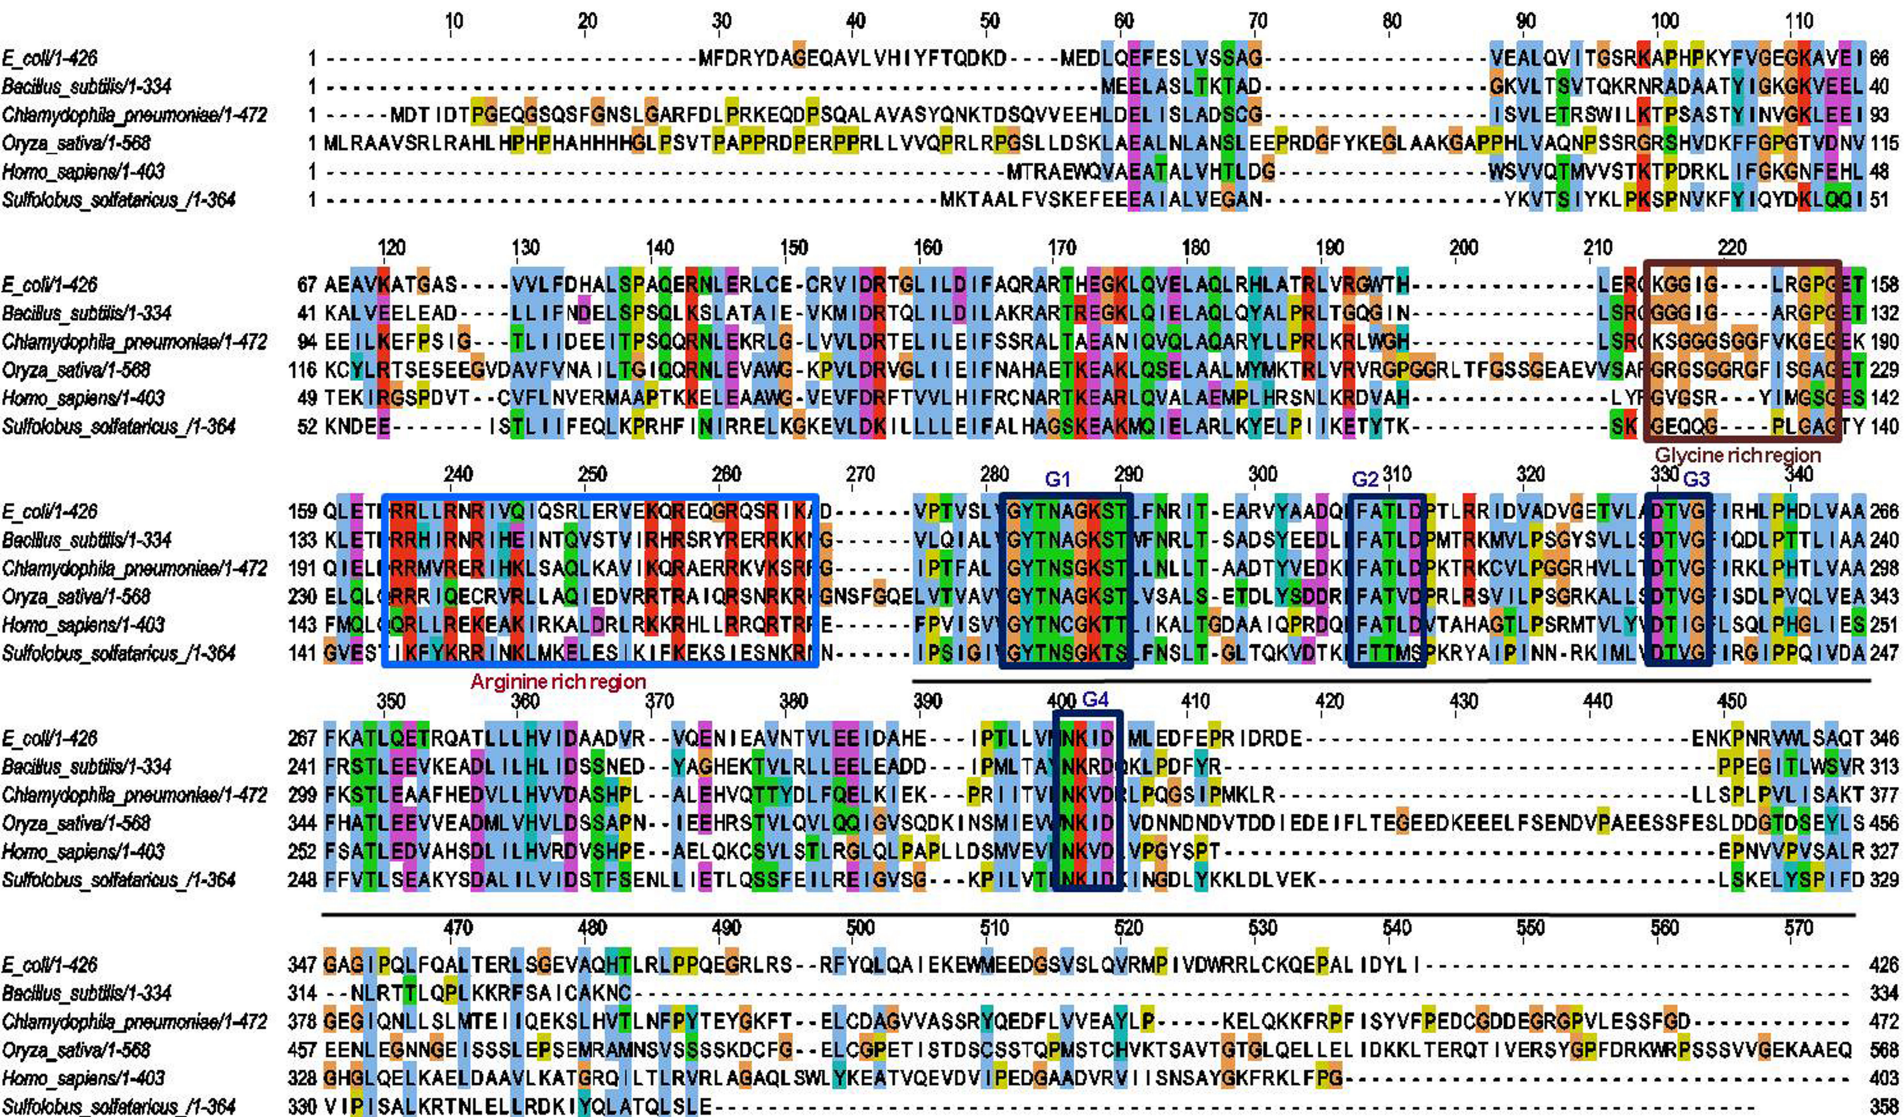 10 20 30 40 50 60 70 80 90 100 110
E_coli/1-426 1 ----------------------------MFDRYDAGEQAVLVHIYFTQDKD----MEDLQEFESLVSSAG-----------------VEALQVITGSRKAPHPKYFVGEGKAVEI 66
Bacillus_subtilis/1-334 1 ----------------------------------------------------------MEELASLTKTAD-----------------GKVLTSVTQKRNRADAATYIGKGKVEEL 40
Chlamydophila_pneumoniae/1-472 1 -----MDTIDTPGEQGSQSFGNSLGARFDLPRKEQDPSQALAVASYQNKTDSQVVEEHLDELISLADSCG-----------------ISVLETRSWILKTPSASTYINVGKLEEI 93
Oryza_sativa/1-568 1 MLRAAVSRLRAHLHPHPHAHHHHGLPSVTPAPPRDPERPPRLLVVQPRLRPGSLLDSKLAEALNLANSLEEPRDGFYKEGLAAKGAPPHLVAQNPSSRGRSHVDKFFGPGTVDNV 115
Homo_sapiens/1-403 1 ---------------------------------------------------MTRAEWQVAEATALVHTLDG----------------WSVVQTMVVSTKTPDRKLIFGKGNFEHL 48
Sulfolobus_solfataricus_/1-364 1 ----------------------------------------------MKTAALFVSKEFEEEAIALVEGAN------------------YKVTSIYKLPKSPNVKFYIQYDKLQQI 51
120 130 140 150 160 170 180 190 200 210 220
E_coli/1-426 67 AEAVKATGAS----VVLFDHALSPAQERNLERLCE-CRVIDRTGLILDIFAQRARTHEGKLQVELAQLRHLATRLVRGWTH--------------LERQKGGIG----LRGPGET 158
Bacillus_subtilis/1-334 41 KALVEELEAD----LLIFNDELSPSQLKSLATAIE-VKMIDRTQLILDILAKRARTREGKLQIELAQLQYALPRLTGQGIN--------------LSRQGGGIG----ARGPGET 132
Chlamydophila_pneumoniae/1-472 94 EEILKEFPSIG---TLIIDEEITPSQQRNLEKRLG-LVVLDRTELILEIFSSRALTAEANIQVQLAQARYLLPRLKRLWGH--------------LSRQKSGGGSGGFVKGEGEK 190
Oryza_sativa/1-568 116 KCYLRTSESEEGVDAVFVNAILTGIQQRNLEVAWG-KPVLDRVGLIIEIFNAHAETKEAKLQSELAALMYMKTRLVRVRGPGGRLTFGSSGEAEVVSAFGRGSGGRGFISGAGET 229
Homo_sapiens/1-403 49 TEKIRGSPDVT--CVFLNVERMAAPTKKELEAAWG-VEVFDRFTVVLHIFRCNARTKEARLQVALAEMPLHRSNLKRDVAH--------------LYRGVGSR---YIMGSGES 142
Sulfolobus_solfataricus_/1-364 52 KNDEE-------ISTLIIFEQLKPRHFINIRRELKGKEVLDKILLLLEIFALHAGSKEAKMQIELARLKYELPIIKETYTK--------------SKIGEQQG----PLGAGTY 140
Glycine rich region
240 250 260 270 280 290 300 310 320 330 340
G1 G2 G3
E_coli/1-426 159 QLETDRRLLRNRIVQIQSRLERVEKQREQGRQSRIKAD------VPTVSLVGYTNAGKSTLFNRIT-EARVYAADQLFATLDPTLRRIDVADVGETVLADTVGFIRHLPHDLVAA 266
Bacillus_subtilis/1-334 133 KLETDRRHIRNRIHEINTQVSTVIRHRSRYRERRKKNG------VLQIALVGYTNAGKSTWFNRLT-SADSYEEDLLFATLDPMTRKMVLPSGYSVLLSDTVGFIQDLPTTLIAA 240
Chlamydophila_pneumoniae/1-472 191 QIELDRRMVRERIHKLSAQLKAVIKQRAERRKVKSRRG------IPTFALIGYTNSGKSTLLNLLT-AADTYVEDKLFATLDPKTRKCVLPGGRHVLLTDTVGFIRKLPHTLVAA 298
Oryza_sativa/1-568 230 ELQLQRRRIQECRVRLLAQIEDVRRTRAIQRSNRKRHGNSFGQELVTVAVVGYTNAGKSTLVSALS-ETDLYSDDRLFATVDPRLRSVILPSGRKALLSDTVGFISDLPVQLVEA 343
Homo_sapiens/1-403 143 FMQLQQRLLREKEAKIRKALDRLRKKRHLLRRQRTRRE------FPVISVVGYTNCGKTTLIKALTGDAAIQPRDQLFATLDVTAHAGTLPSRMTVLYVDTIGFLSQLPHGLIES 251
Sulfolobus_solfataricus_/1-364 141 GVESTIKFYKRRINKLMKELESIKIFKEKSIESNKRNN------IPSIGIVGYTNSGKTSLFNSLT-GLTQKVDTKLFTTMSPKRYAIPINN-RKIMLVDTVGFIRGIPPQIVDA 247
Arginine rich region
350 360 370 380 390 400 410 420 430 440 450
G4
E_coli/1-426 267 FKATLQETRQATLLLHVIDAADVR--VQENIEAVNTVLEEIDAHE---IPTLLVMNKIDMLEDFEPRIDRDE-----------------------------ENKPNRVWLSAQT 346
Bacillus_subtilis/1-334 241 FRSTLEEVKEADLILHLIDSSNED--YAGHEKTVLRLLEELEADD---IPMLTAYNKRDQKLPDFYR-------------------------------------PPEGITLWSVR 313
Chlamydophila_pneumoniae/1-472 299 FKSTLEAAFHEDVLLHVVDASHPL--ALEHVQTTYDLFQELKIEK---PRIITVLNKVDRLPQGSIPMKLR-------------------------------LLSPLPVLISAKT 377
Oryza_sativa/1-568 344 FHATLEEVVEADMLVHVLDSSAPN--IEEHRSTVLQVLQQIGVSQDKINSMIEVWNKIDIVDNNDNDVTDDIEDEIFLTEGEEDKEEELFSENDVPAEESSFESLDDGTDSEYLS 456
Homo_sapiens/1-403 252 FSATLEDVAHSDLILHVRDVSHPE--AELQKCSVLSTLRGLQLPAPLLDSMVEVHNKVDLVPGYSPT-------------------------------------EPNVVPVSALR 327
Sulfolobus_solfataricus_/1-364 248 FFVTLSEAKYSDALILVIDSTFSENLLIETLQSSFEILREIGVSG---KPILVTLNKIDKINGDLYKKLDLVEK------------------------------LSKELYSPIFD 329
470 480 490 500 510 520 530 540 550 560 570
E_coli/1-426 347 GAGIPQLFQALTERLSGEVAQHTLRLPPQEGRLRS--RFYQLQAIEKEWMEEDGSVSLQVRMPIVDWRRLCKQEPALIDYLI-------------------------------- 426
Bacillus_subtilis/1-334 314 --NLRTTLQPLKKRFSAICAKNC------------------------------------------------------------------------------------------- 334
Chlamydophila_pneumoniae/1-472 378 GEGIQNLLSLMTEIIQEKSLHVTLNFPYTEYGKFT--ELCDAGVVASSRYQEDFLVVEAYLP-----KELQKKFRPFISYVFPEDCGDDEGRGPVLESSFGD------------ 472
Oryza_sativa/1-568 457 EENLEGNNGEISSSLEPSEMRAMNSVSSSSKDCFG--ELCGPETISTDSCSSTQPMSTCHVKTSAVTGTGLQELLELIDKKLTERQTIVERSYGPFDRKWRPSSSVVGEKAAEQ 568
Homo_sapiens/1-403 328 GHGLQELKAELDAAVLKATGRQILTLRVRLAGAQLSWLYKEATVQEVDVIPEDGAADVRVIISNSAYGKFRKLFPG-------------------------------------- 403
Sulfolobus_solfataricus_/1-364 330 VIPISALKRTNLELLRDKIYQLATQLSLE------------------------------------------------------------------------------------- 358